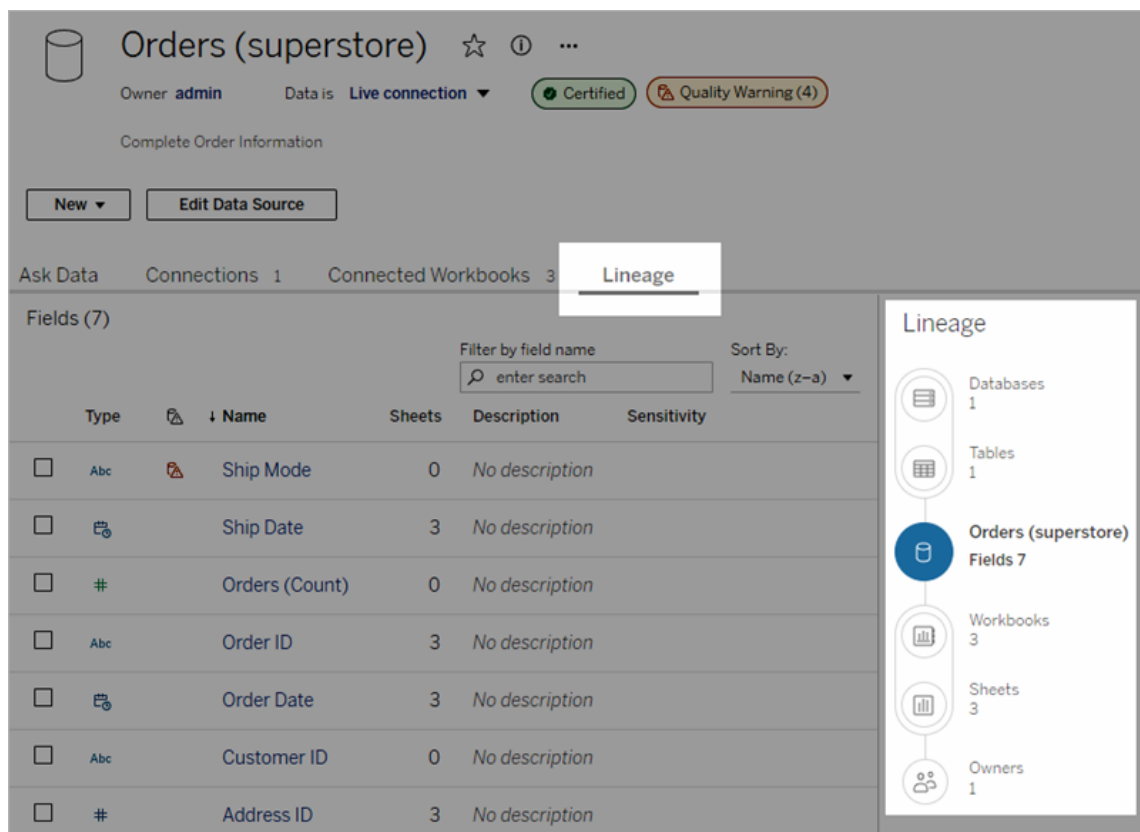 Orders (superstore)
Owner admin Data is Live connection Certified Quality Warning (4)
Complete Order Information
New Edit Data Source
Ask Data Connections 1 Connected Workbooks 3 Lineage
Fields (7)
Filter by field name Sort By:
enter search Name (z–a)
Type ↓ Name Sheets Description Sensitivity
Abc Ship Mode 0 No description
Ship Date 3 No description
# Orders (Count) 0 No description
Abc Order ID 3 No description
Order Date 3 No description
Abc Customer ID 0 No description
# Address ID 3 No description
Lineage
Databases
1
Tables
1
Orders (superstore)
Fields 7
Workbooks
3
Sheets
3
Owners
1